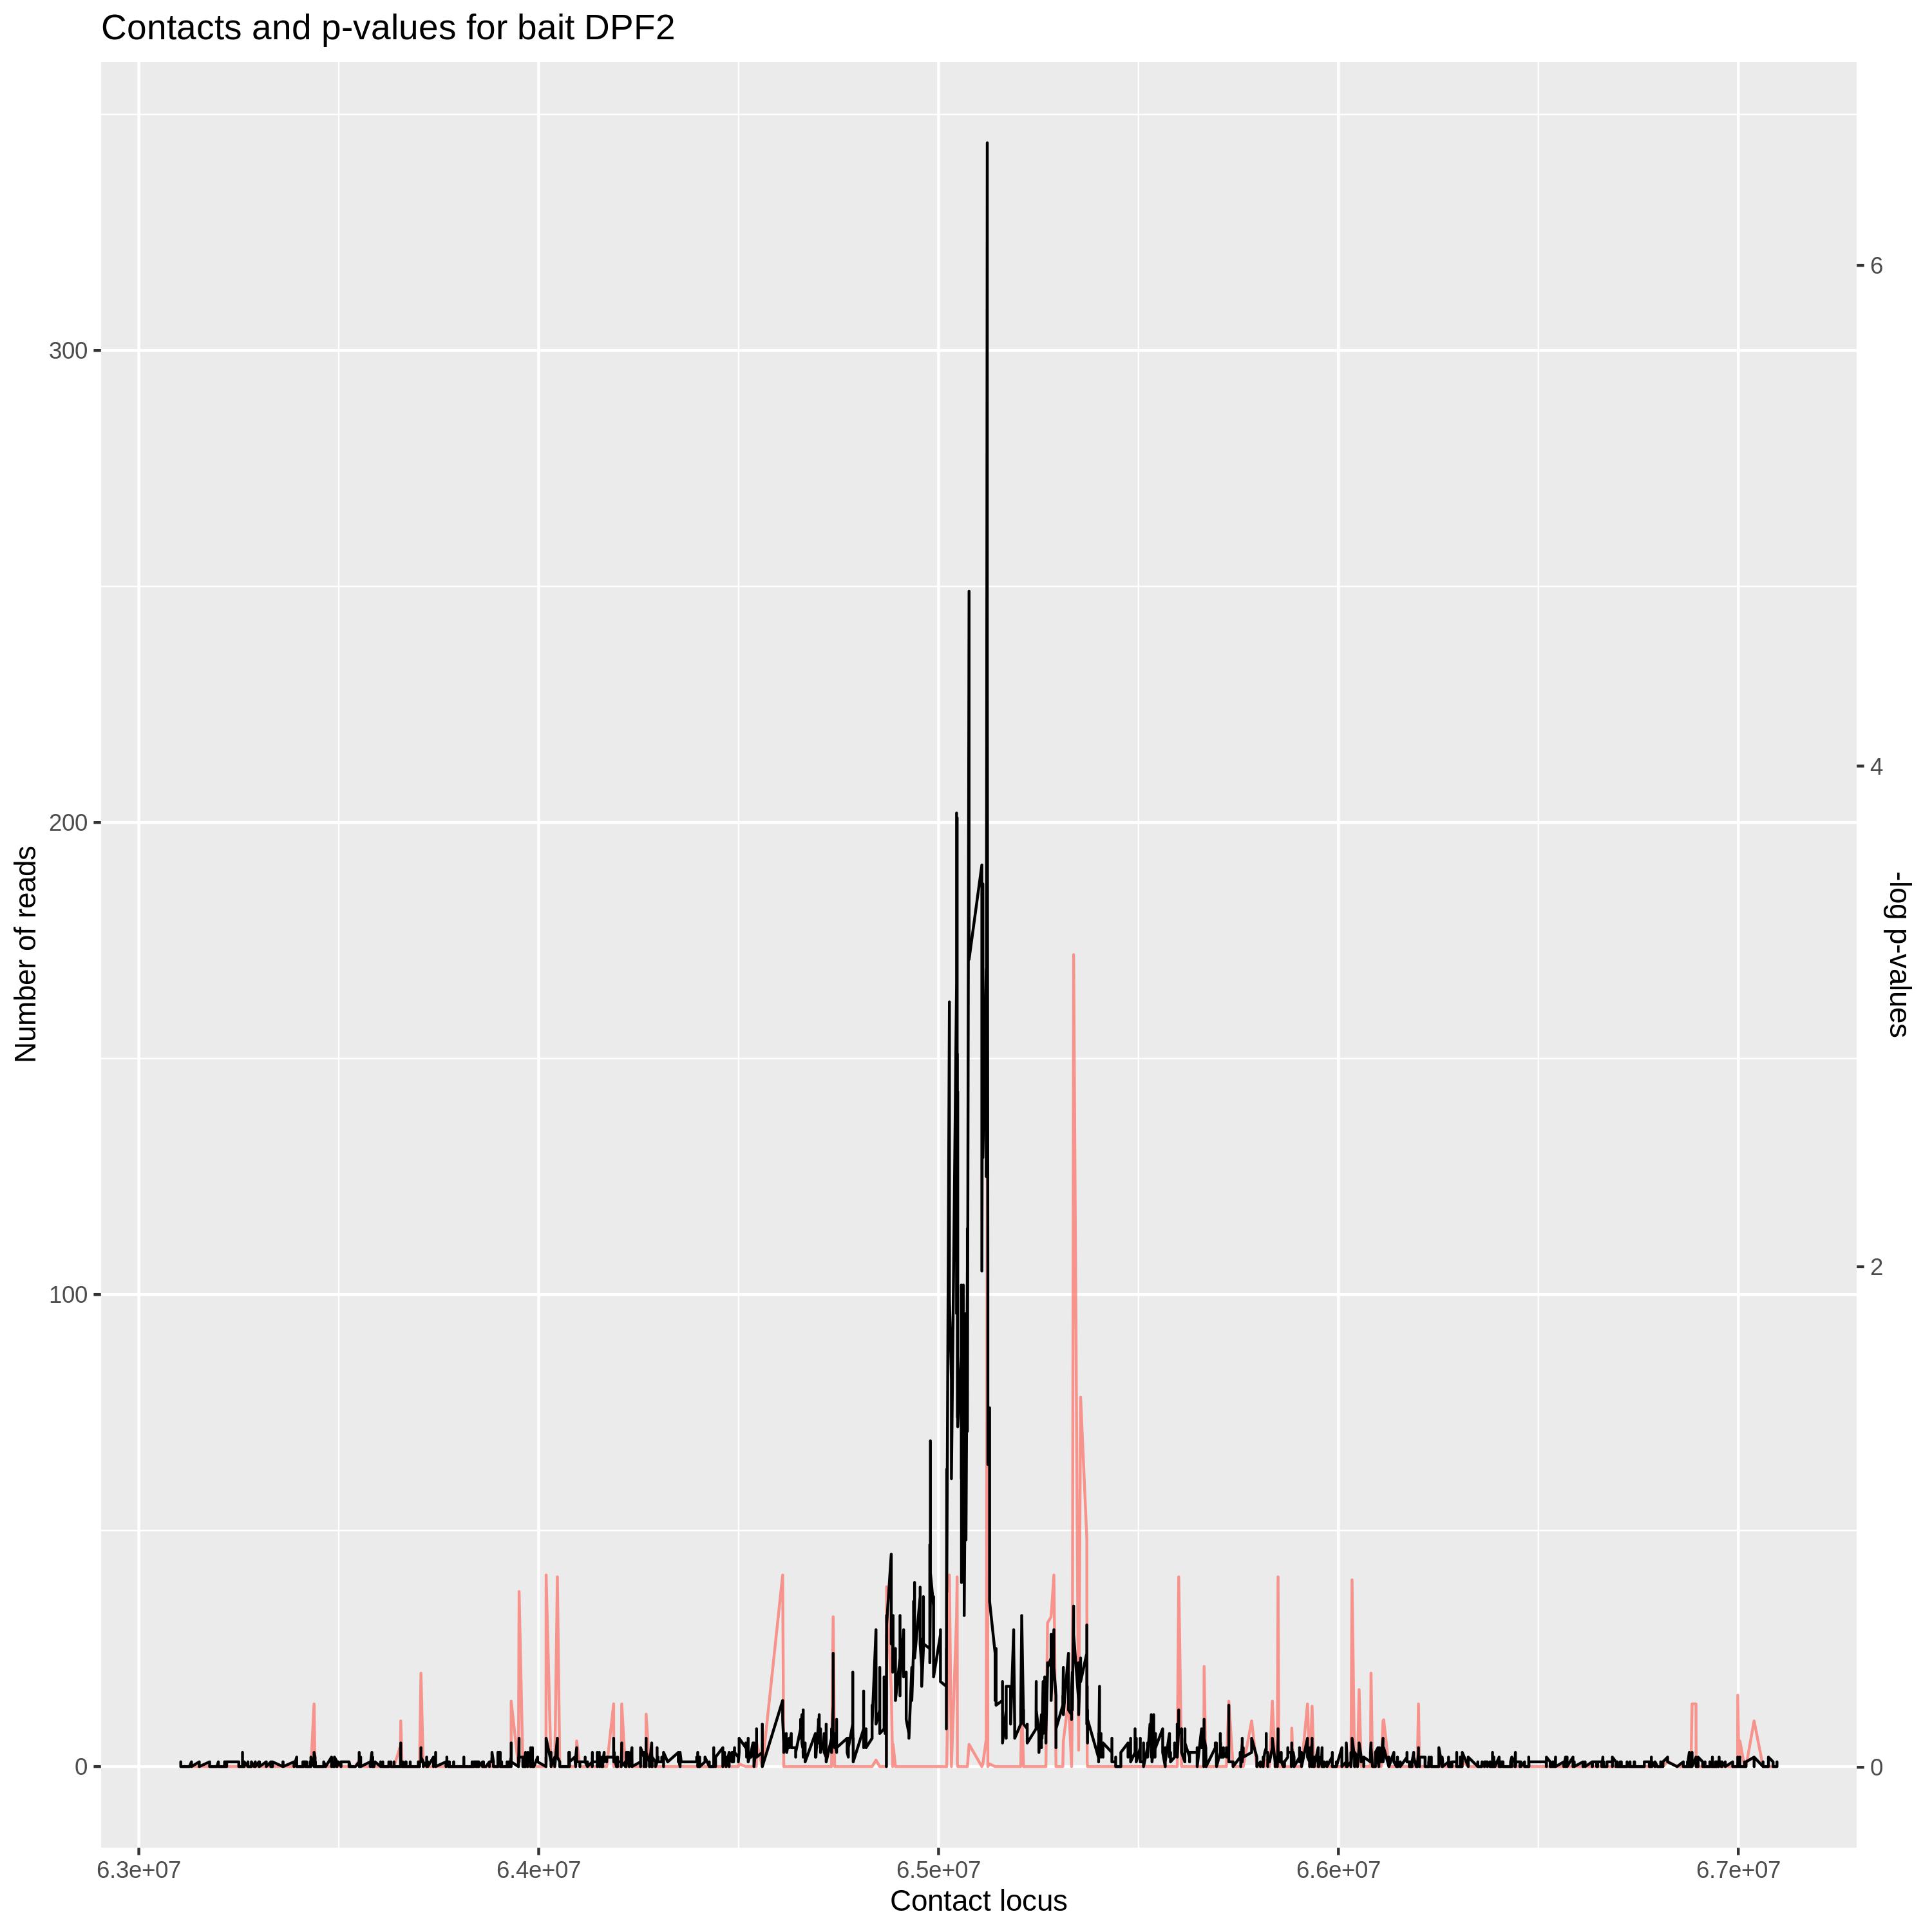 Contacts and p-values for bait DPF2
300
200
100
0
Number of reads
6
4
2
0
-log p-values
6.3e+07
6.4e+07
6.5e+07
6.6e+07
6.7e+07
Contact locus